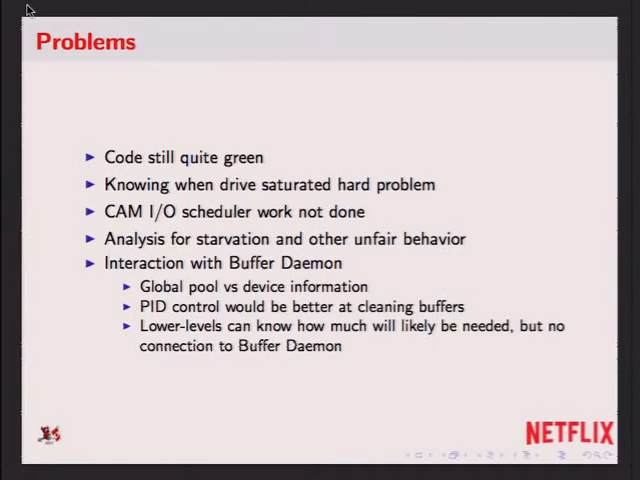 Problems
Code still quite green
Knowing when drive saturated hard problem
CAM I/O scheduler work not done
Analysis for starvation and other unfair behavior
Interaction with Buffer Daemon
Global pool vs device information
PID control would be better at cleaning buffers
Lower-levels can know how much will likely be needed, but no
connection to Buffer Daemon
NETFLIX